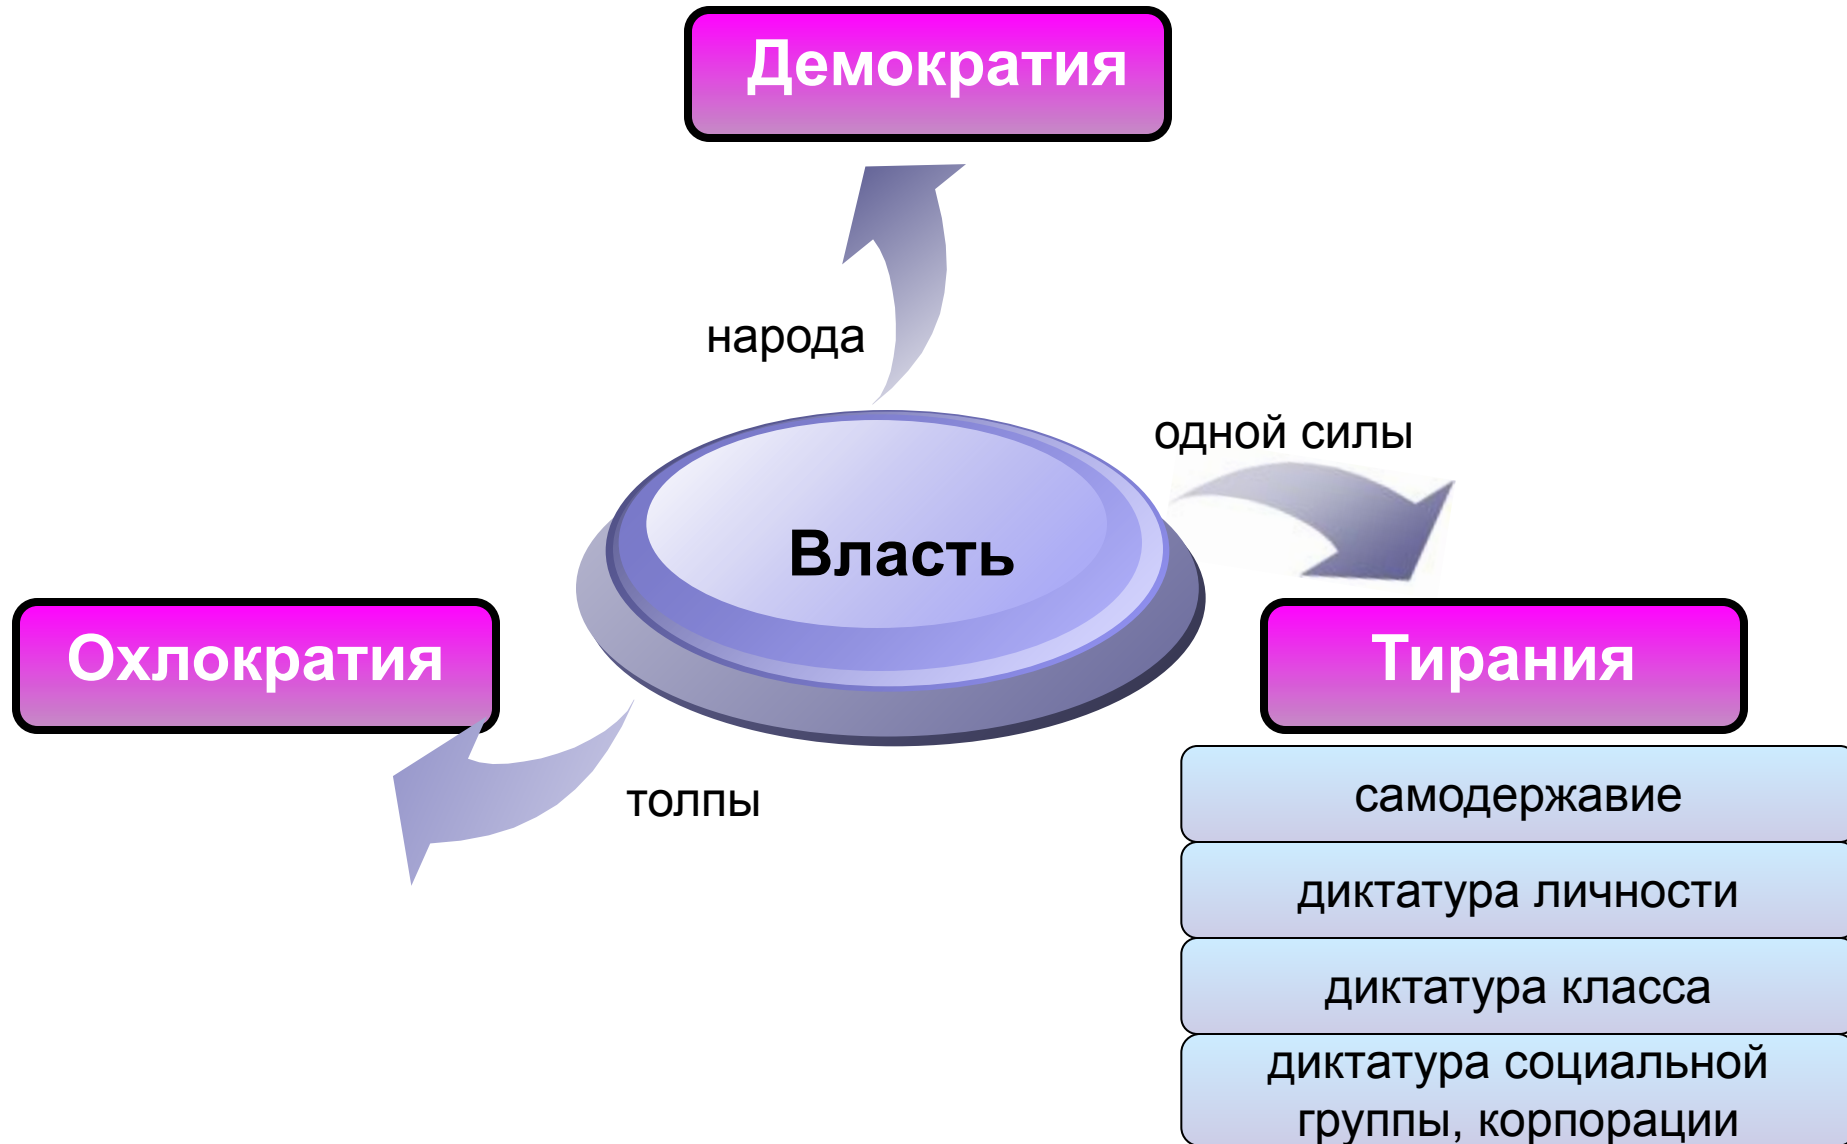 Демократия
народа
одной силы
Власть
Охлократия
Тирания
толпы
самодержавие
диктатура личности
диктатура класса
диктатура социальной
группы, корпорации